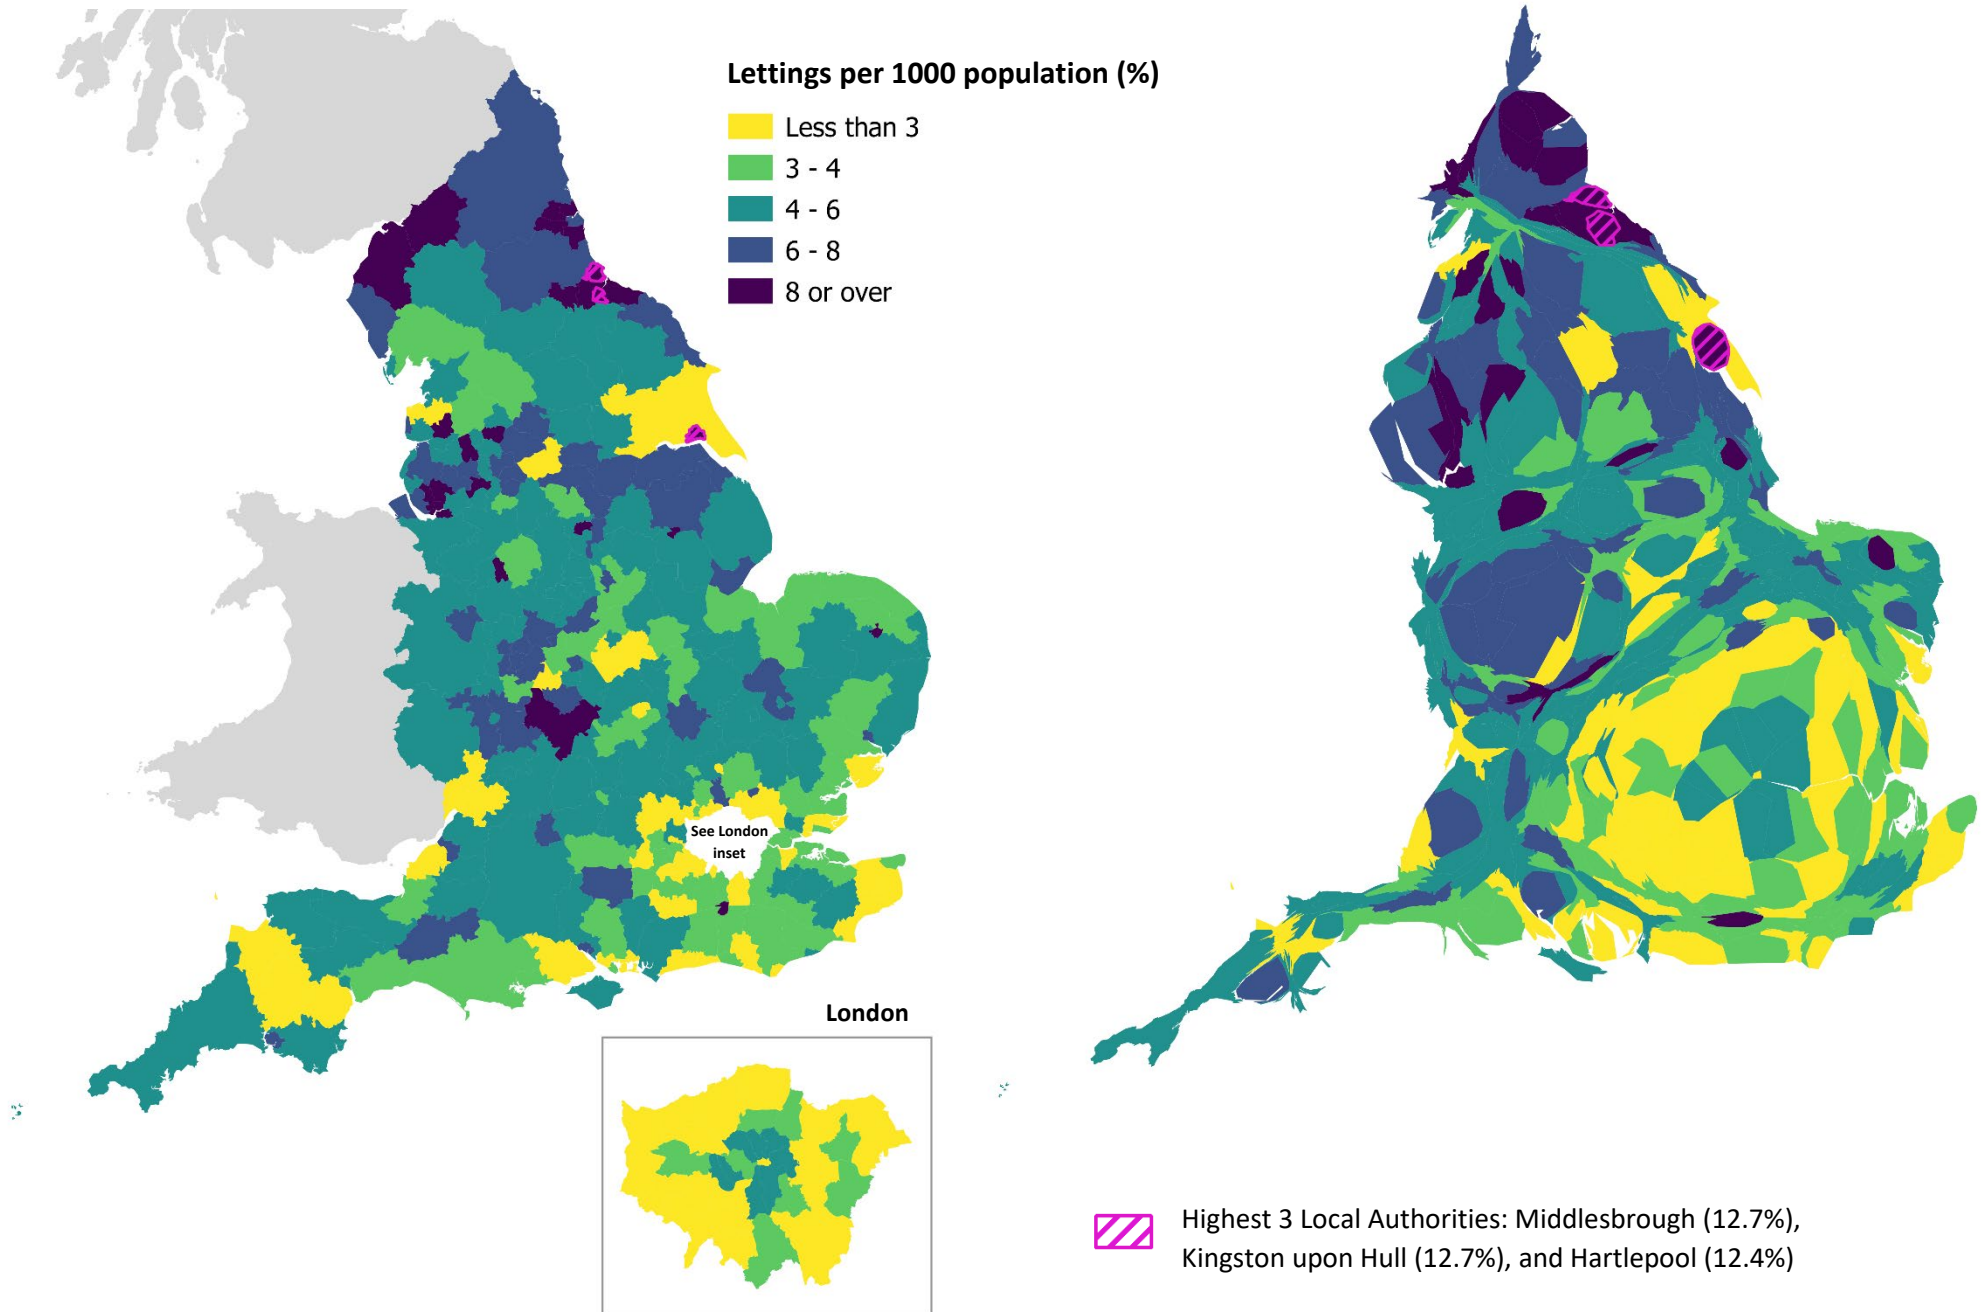 Lettings per 1000 population (%)
Less than 3
3 - 4
4 - 6
6 - 8
8 or over
See London
inset
London
Highest 3 Local Authorities: Middlesbrough (12.7%),
Kingston upon Hull (12.7%), and Hartlepool (12.4%)